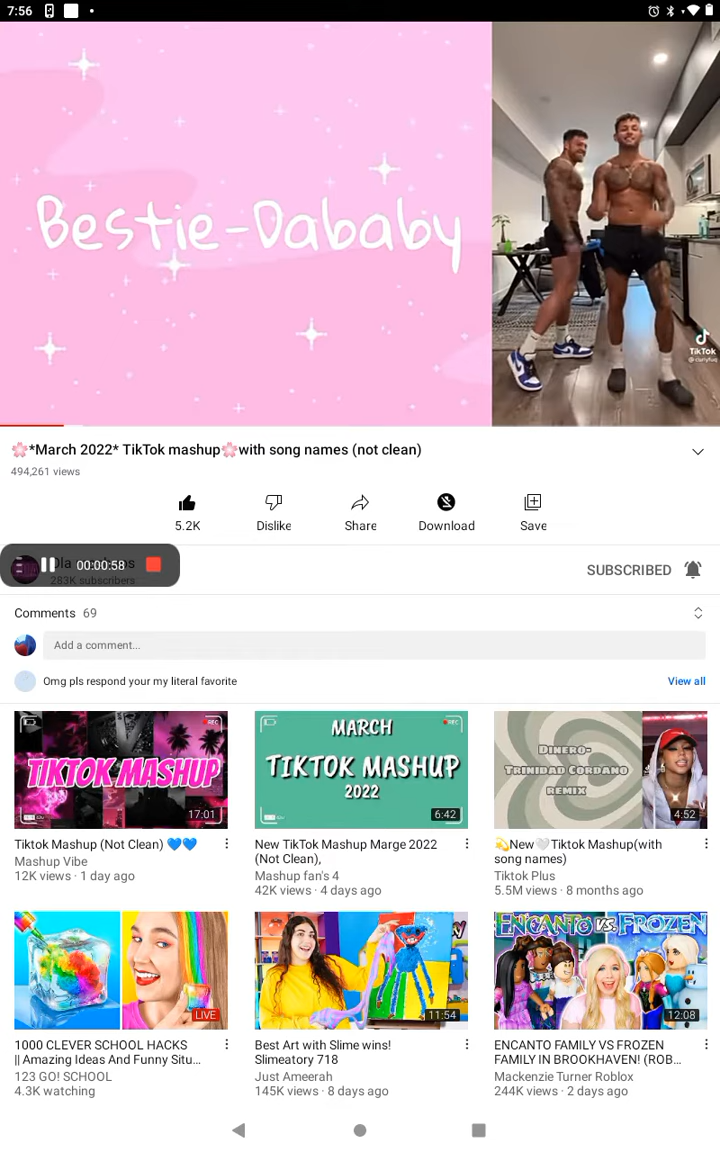 7:56
Bestie-Dababy
TikTok
🌸*March 2022* TikTok mashup🌸with song names (not clean)
494,261 views
5.2K
Dislike
Share
Download
Save
00:00:58
283K subscribers
SUBSCRIBED
Comments 69
Add a comment...
Omg pls respond your my literal favorite
View all
REC
TIKTOK MASHUP
17:01
Tiktok Mashup (Not Clean) 💙💙
Mashup Vibe
12K views · 1 day ago
REC
MARCH
TIKTOK MASHUP
2022
6:42
New TikTok Mashup Marge 2022
(Not Clean),
Mashup fan's 4
42K views · 4 days ago
Dinero-
Trinidad Cordano
remix
4:52
💫New🤍Tiktok Mashup(with
song names)
Tiktok Plus
5.5M views · 8 months ago
LIVE
1000 CLEVER SCHOOL HACKS
|| Amazing Ideas And Funny Situ...
123 GO! SCHOOL
4.3K watching
11:54
Best Art with Slime wins!
Slimeatory 718
Just Ameerah
145K views · 8 days ago
ENCANTO VS. FROZEN
12:08
ENCANTO FAMILY VS FROZEN
FAMILY IN BROOKHAVEN! (ROB...
Mackenzie Turner Roblox
244K views · 2 days ago